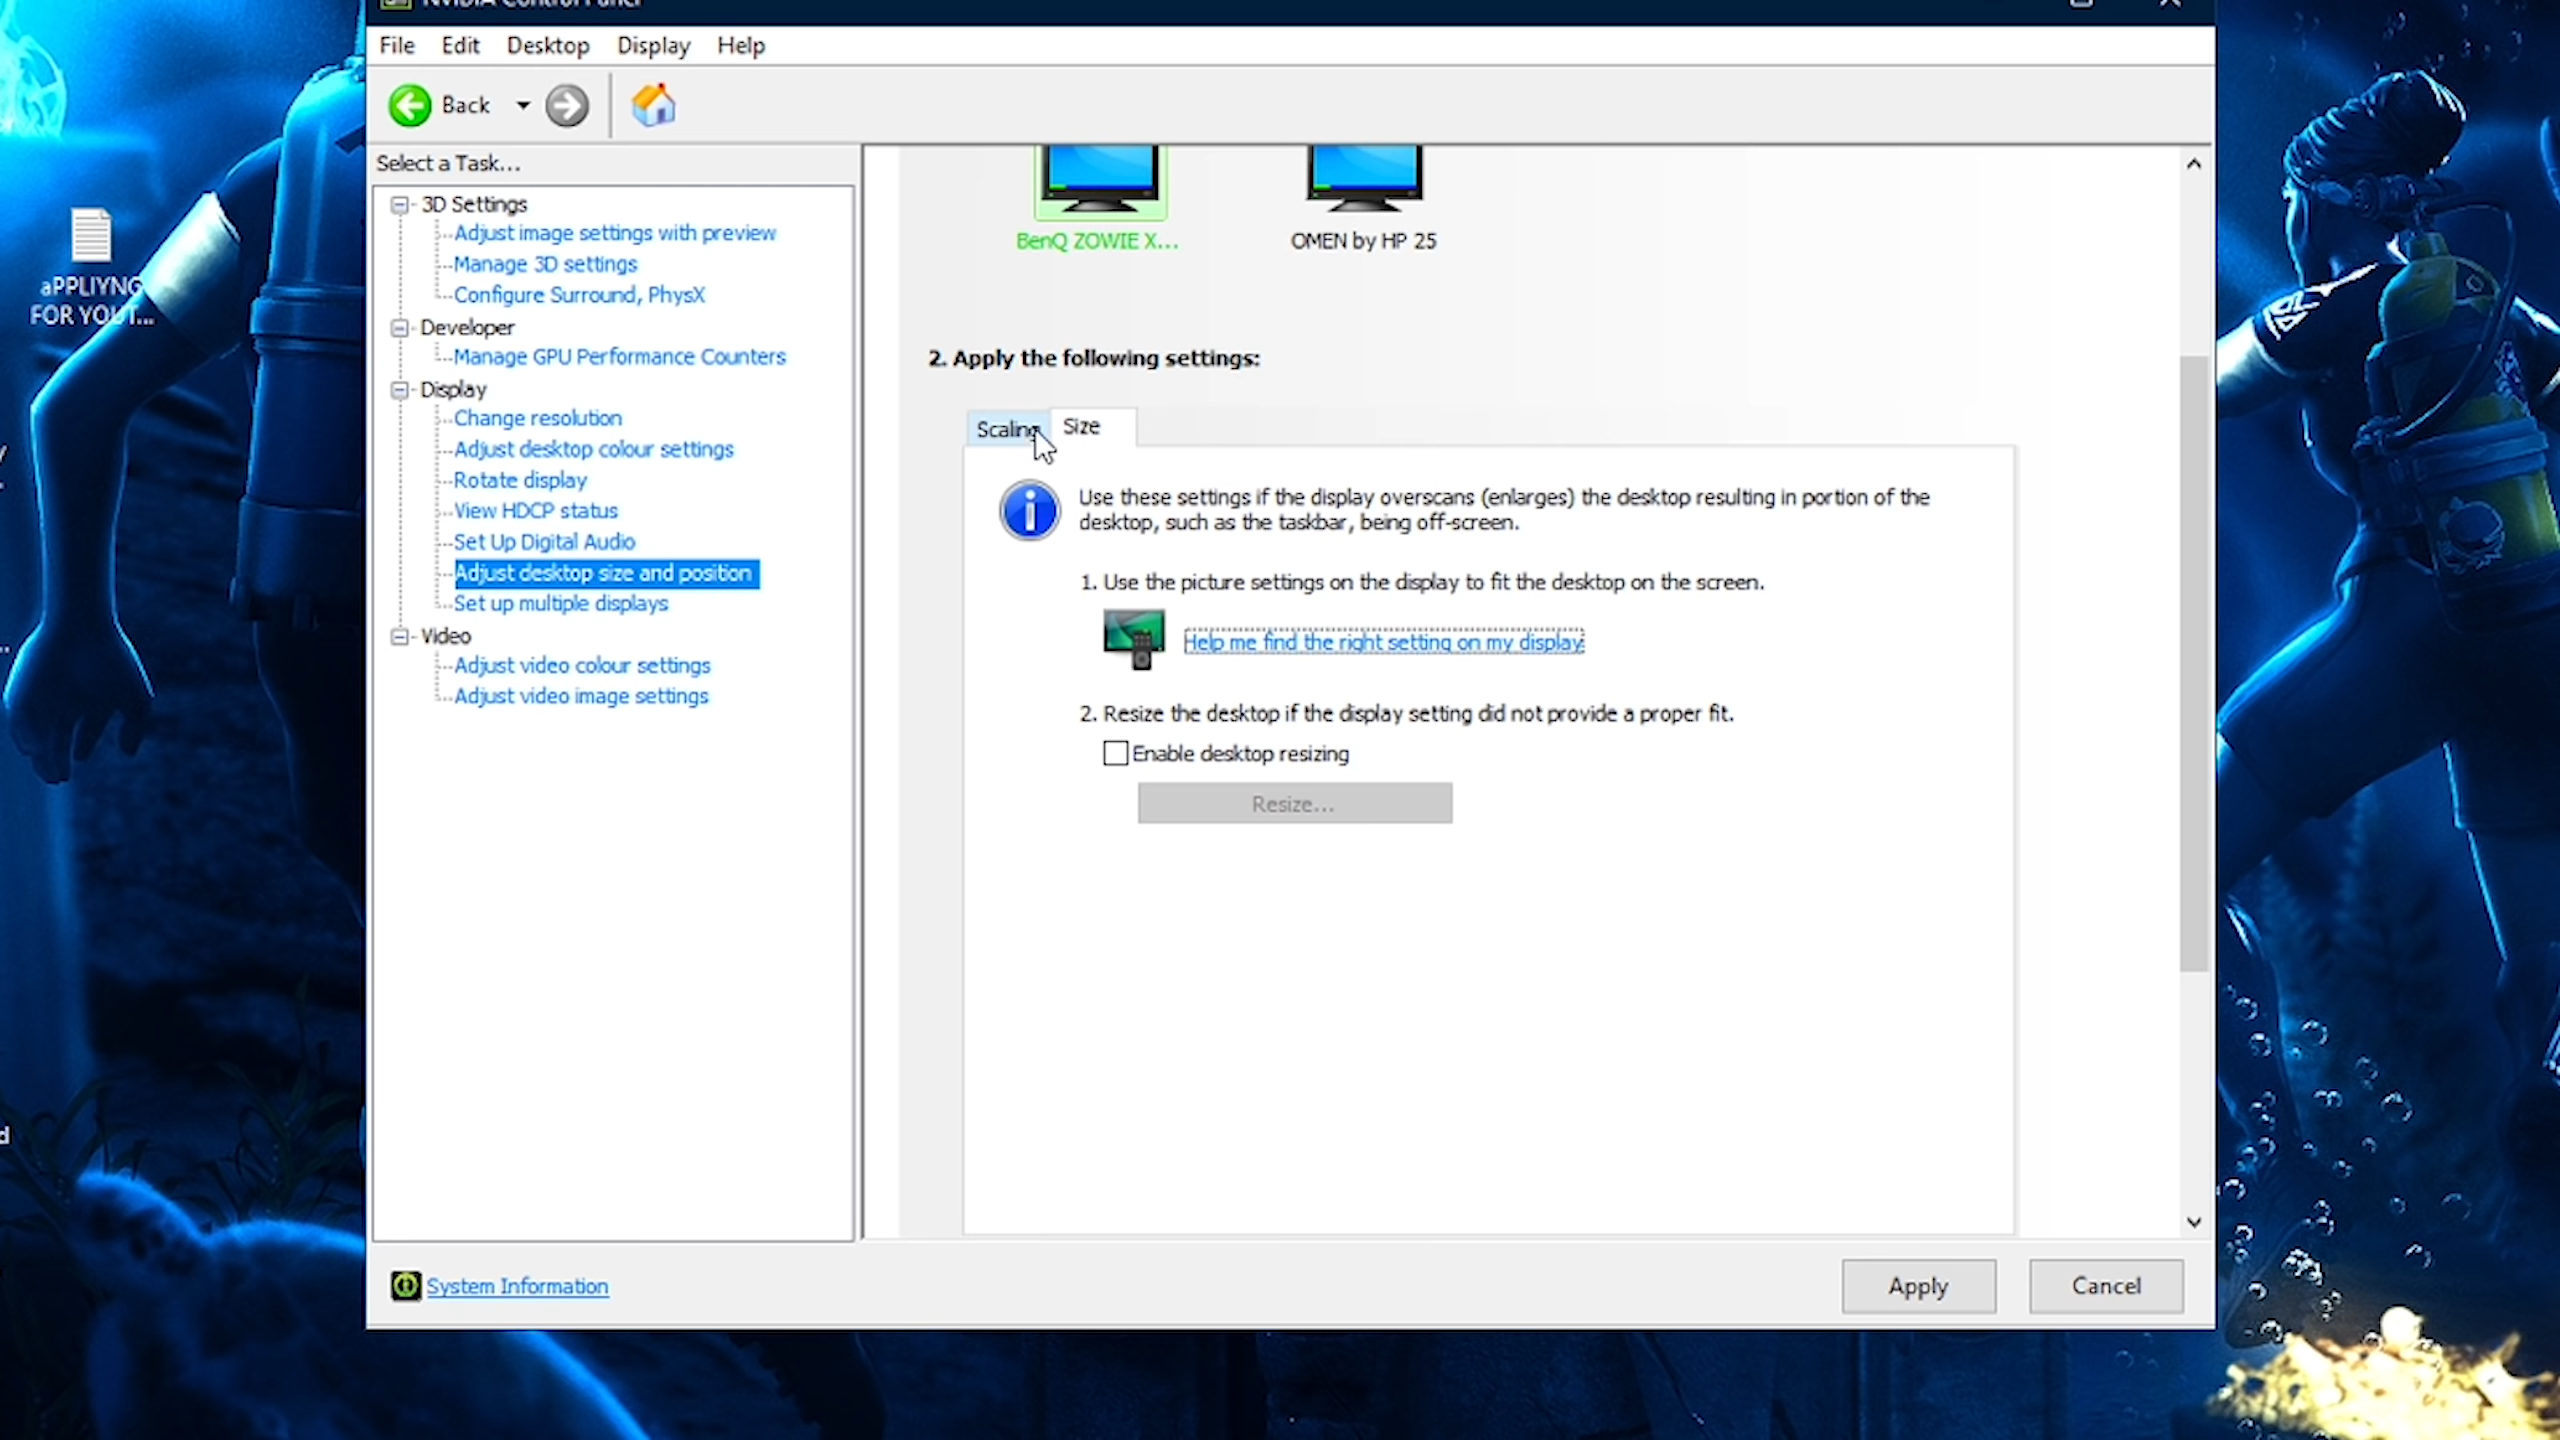 NVIDIA Control Panel
File Edit Desktop Display Help
Back
Select a Task...
3D Settings
Adjust image settings with preview
Manage 3D settings
Configure Surround, PhysX
Developer
Manage GPU Performance Counters
Display
Change resolution
Adjust desktop colour settings
Rotate display
View HDCP status
Set Up Digital Audio
Adjust desktop size and position
Set up multiple displays
Video
Adjust video colour settings
Adjust video image settings
System Information
BenQ ZOWIE X...
OMEN by HP 25
2. Apply the following settings:
Scaling
Size
Use these settings if the display overscans (enlarges) the desktop resulting in portion of the
desktop, such as the taskbar, being off-screen.
1. Use the picture settings on the display to fit the desktop on the screen.
Help me find the right setting on my display.
2. Resize the desktop if the display setting did not provide a proper fit.
Enable desktop resizing
Resize...
Apply
Cancel
aPPLIYNG
FOR YOUT...